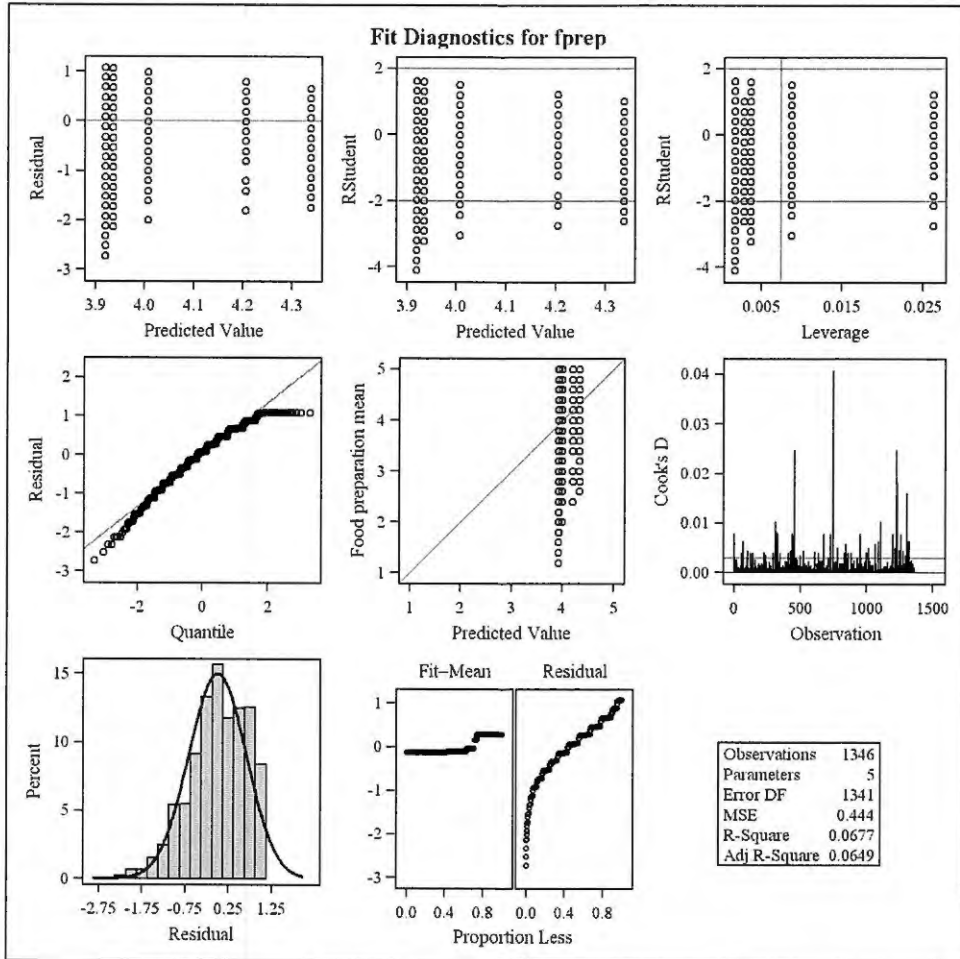 Fit Diagnostics for fprep
1
0
-1
-2
-3
Residual
3.9 4.0 4.1 4.2 4.3
Predicted Value
2
0
-2
-4
RStudent
3.9 4.0 4.1 4.2 4.3
Predicted Value
2
0
-2
-4
RStudent
0.005 0.015 0.025
Leverage
2
1
0
-1
-2
-3
Residual
-2 0 2
Quantile
5
4
3
2
1
Food preparation mean
1 2 3 4 5
Predicted Value
0.04
0.03
0.02
0.01
0.00
Cook's D
0 500 1000 1500
Observation
15
10
5
0
Percent
-2.75 -1.75 -0.75 0.25 1.25
Residual
Fit–Mean Residual
1
0
-1
-2
-3
0.0 0.4 0.8 0.0 0.4 0.8
Proportion Less
Observations 1346
Parameters 5
Error DF 1341
MSE 0.444
R-Square 0.0677
Adj R-Square 0.0649